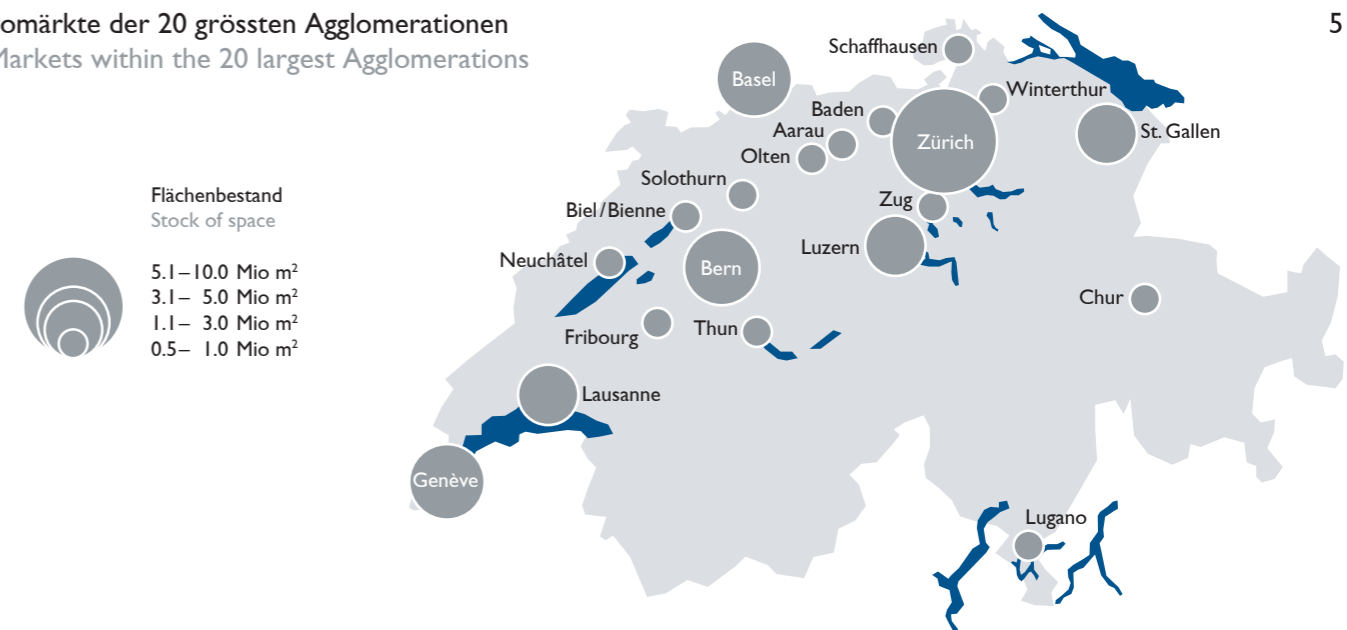 omärkte der 20 grössten Agglomerationen
Markets within the 20 largest Agglomerations
5
Flächenbestand
Stock of space
5.1–10.0 Mio m²
3.1– 5.0 Mio m²
1.1– 3.0 Mio m²
0.5– 1.0 Mio m²
Schaffhausen
Basel
Winterthur
Baden
Aarau
Zürich
St. Gallen
Olten
Solothurn
Zug
Biel/Bienne
Luzern
Neuchâtel
Bern
Chur
Fribourg
Thun
Lausanne
Genève
Lugano